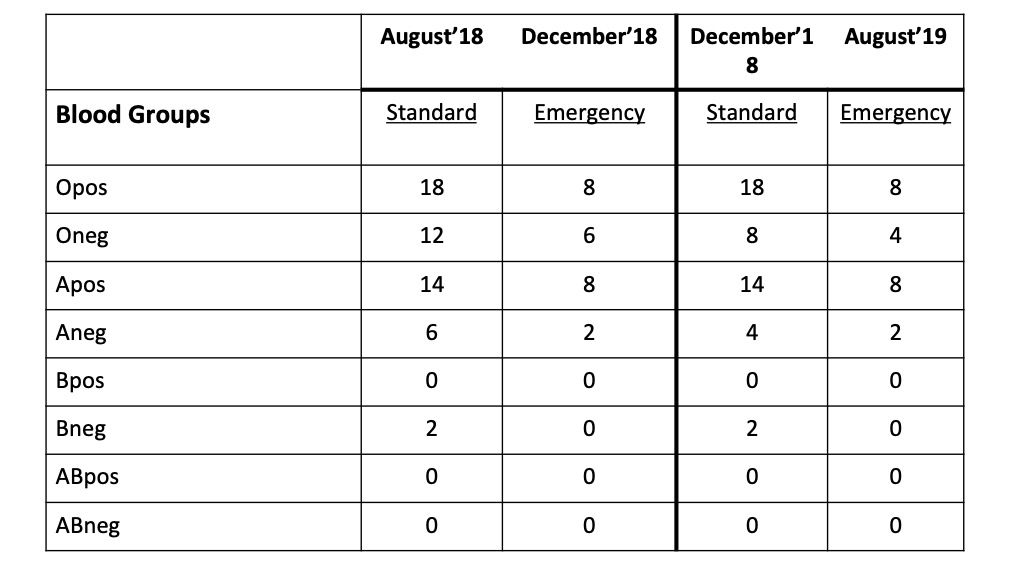 August’18 December’18 December’1 August’19
8
Blood Groups Standard Emergency Standard Emergency
Opos 18 8 18 8
Oneg 12 6 8 4
Apos 14 8 14 8
Aneg 6 2 4 2
Bpos 0 0 0 0
Bneg 2 0 2 0
ABpos 0 0 0 0
ABneg 0 0 0 0